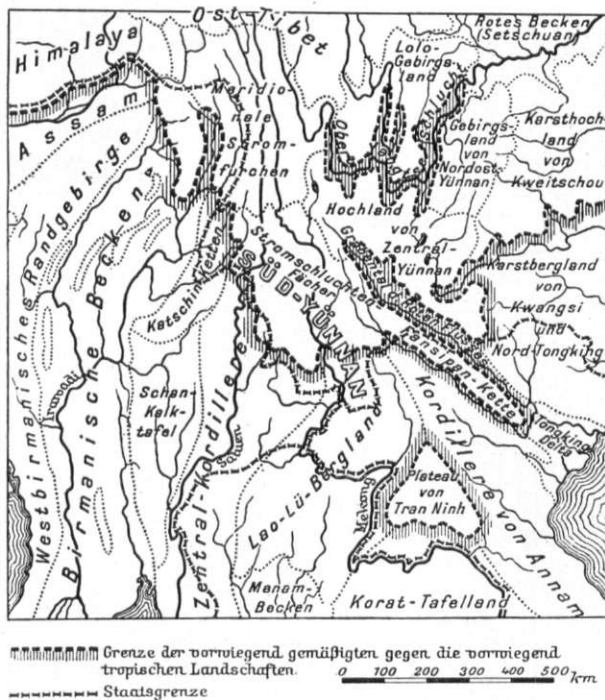 Ost-Tibet
Himalaya
Assam
Rotes Becken
(Setschuan)
Lolo-
Gebirgs-
land
Meridio-
nale
Strom-
furchen
Gebirgs-
land
von
Nordost-
Yünnan
Karsthoch-
land
von
Kweitschou
Hochland
von
Zentral-
Yünnan
Westbirmanisches Randgebirge
Birmanische Becken
Irawadi
Katschinketten
Stromschluchten
Fächer
SÜD-YÜNNAN
Karstbergland
von
Kwangsi
und
Nord-Tongking
Fanshipan-Kette
Tongking
Delta
Schan-
Kalk-
tafel
Zentral-Kordillere
Saluen
Lao-Lü-Bergland
Mekong
Plateau
von
Tran Ninh
Kordillere von Annam
Menam-
Becken
Korat-Tafelland
Grenze der vorwiegend gemäßigten gegen die vorwiegend
tropischen Landschaften.
0 100 200 300 400 500 km
Staatsgrenze